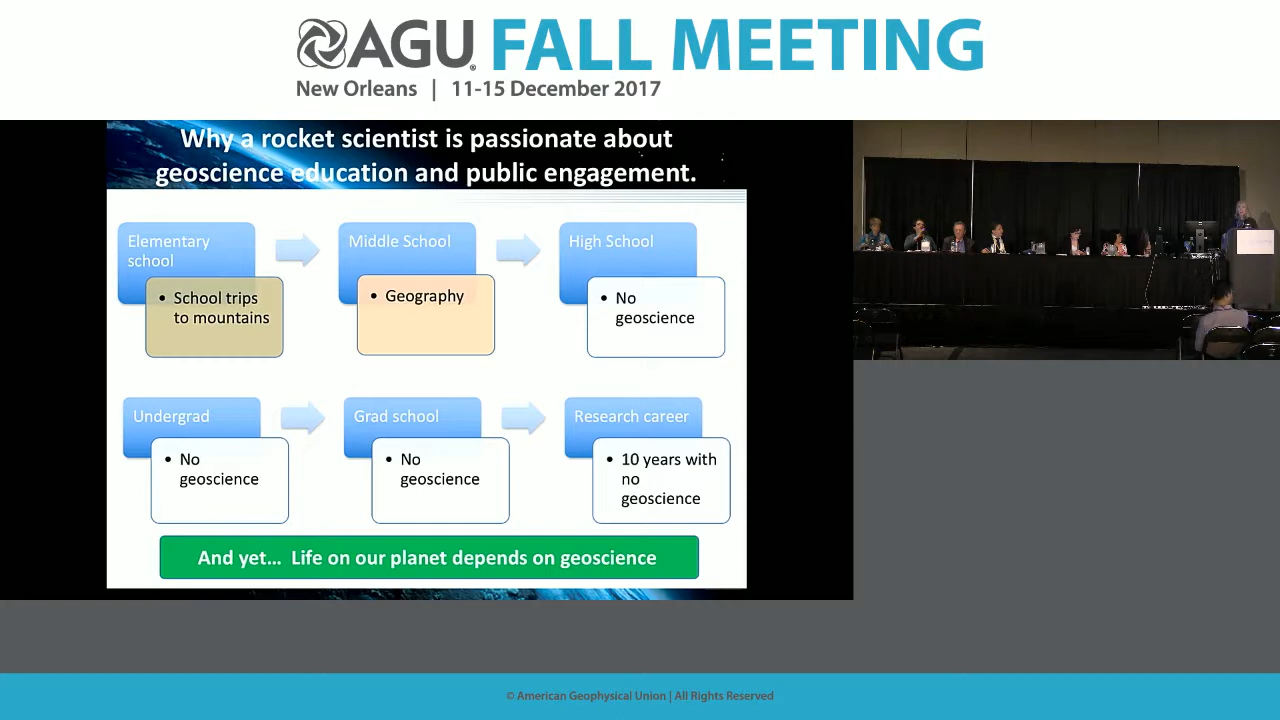 AGU FALL MEETING
New Orleans | 11-15 December 2017
Why a rocket scientist is passionate about
geoscience education and public engagement.
Elementary
school
• School trips
to mountains
Middle School
• Geography
High School
• No
geoscience
Undergrad
• No
geoscience
Grad school
• No
geoscience
Research career
• 10 years with
no
geoscience
And yet... Life on our planet depends on geoscience
© American Geophysical Union | All Rights Reserved